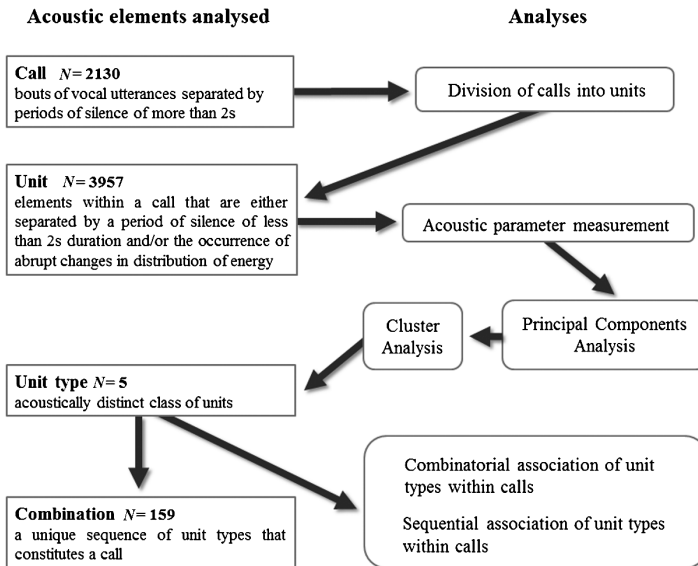 Acoustic elements analysed
Analyses
Call N= 2130
bouts of vocal utterances separated by
periods of silence of more than 2s
Division of calls into units
Unit N= 3957
elements within a call that are either
separated by a period of silence of less
than 2s duration and/or the occurrence of
abrupt changes in distribution of energy
Acoustic parameter measurement
Principal Components
Analysis
Cluster
Analysis
Unit type N= 5
acoustically distinct class of units
Combinatorial association of unit
types within calls
Sequential association of unit types
within calls
Combination N= 159
a unique sequence of unit types that
constitutes a call